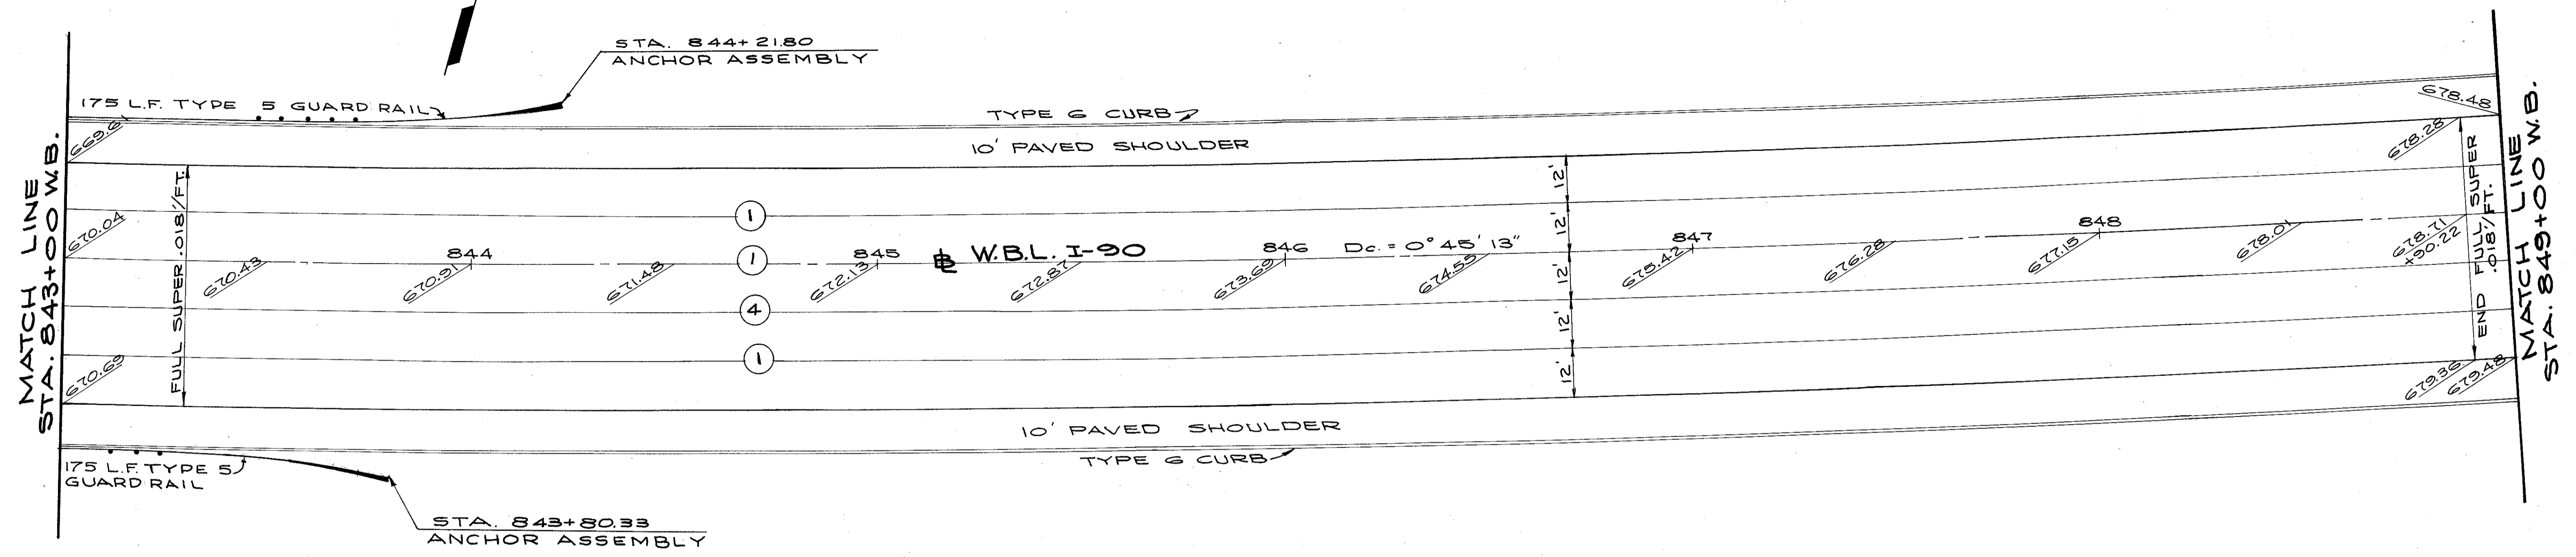 STA. 844+21.80
ANCHOR ASSEMBLY
175 L.F. TYPE 5 GUARD RAIL
TYPE 6 CURB
10' PAVED SHOULDER
MATCH LINE
STA. 843+00 W.B.
669.61
670.04
670.69
FULL SUPER .018'/FT.
670.43
844
670.91
671.48
1
1
4
1
845
672.13
W.B.L. I-90
672.87
846
673.69
Dc. = 0° 45' 13"
674.55
12'
12'
12'
12'
12'
847
675.42
676.28
848
677.15
678.01
678.71
+90.22
678.48
678.28
END FULL SUPER
.018'/FT.
679.36
679.48
MATCH LINE
STA. 849+00 W.B.
10' PAVED SHOULDER
TYPE 6 CURB
175 L.F. TYPE 5
GUARD RAIL
STA. 843+80.33
ANCHOR ASSEMBLY